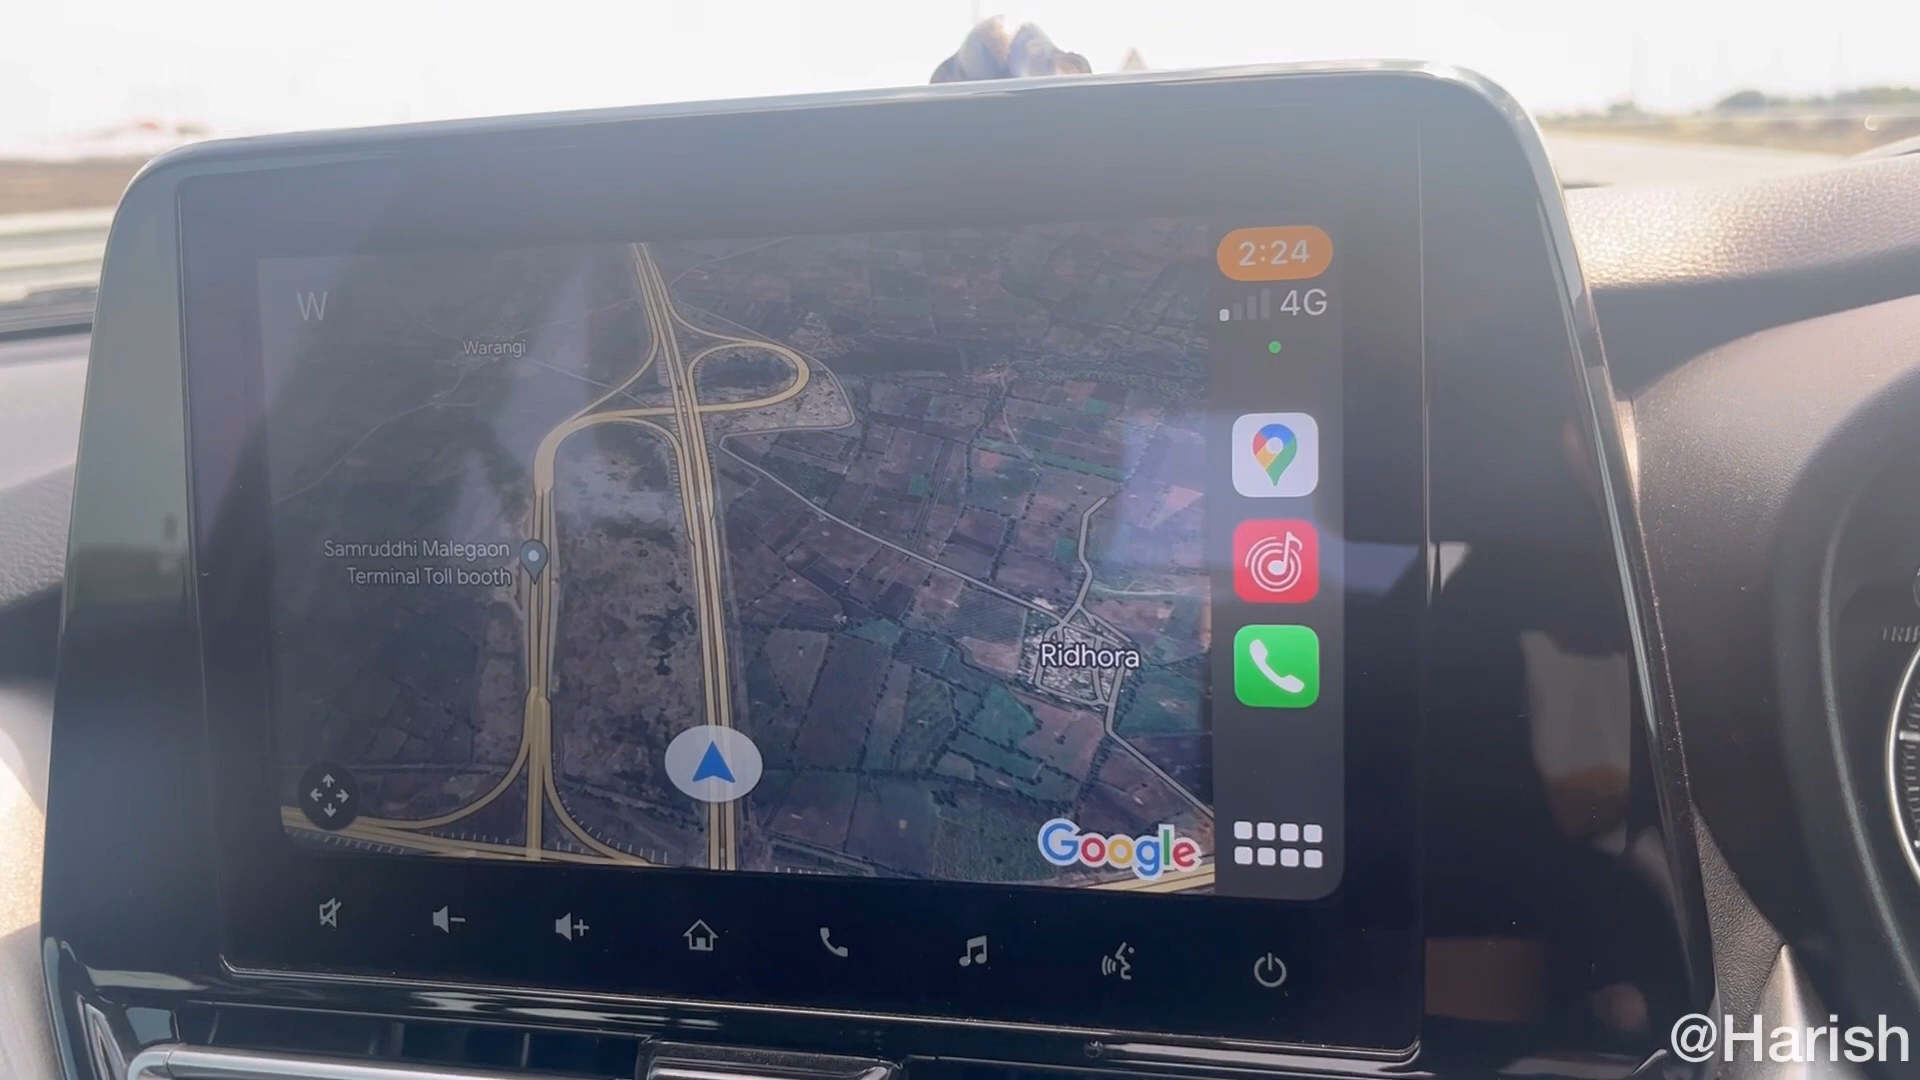 2:24
4G
W
Warangi
Samruddhi Malegaon
Terminal Toll booth
Ridhora
Google
@Harish